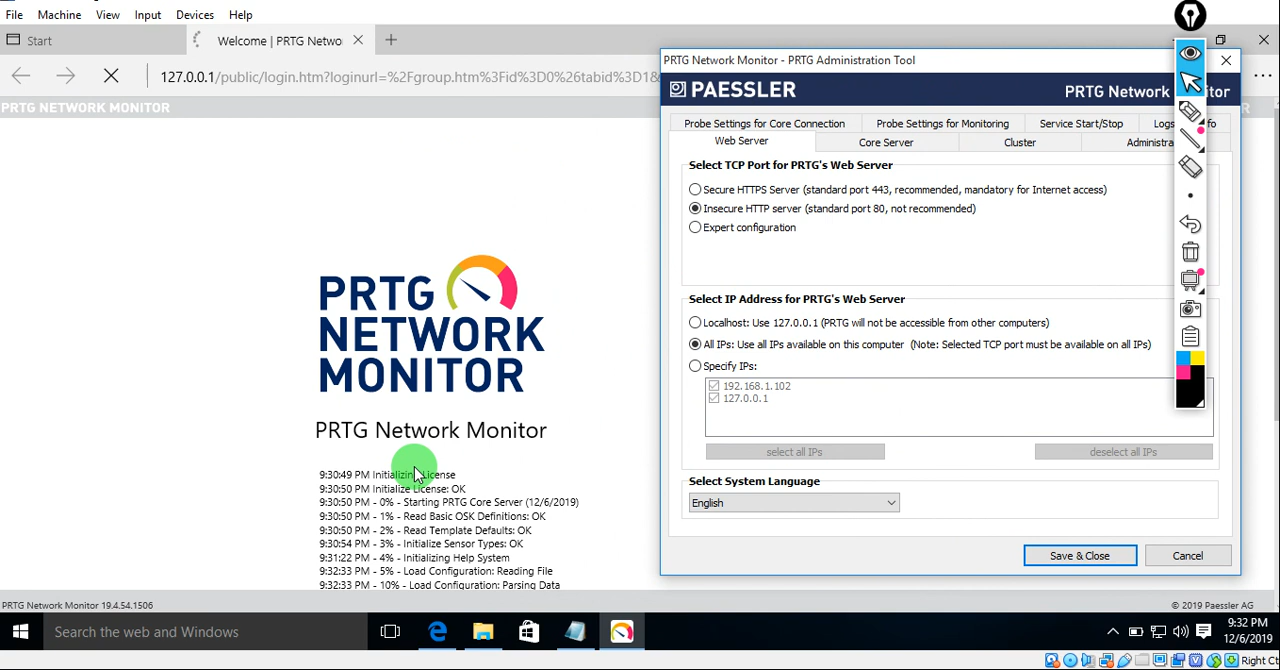 File Machine View Input Devices Help
Start
Welcome | PRTG Netwo
127.0.0.1/public/login.htm?loginurl=%2Fgroup.htm%3Fid%3D0%26tabid%3D1&
PRTG NETWORK MONITOR
PRTG
NETWORK
MONITOR
PRTG Network Monitor
9:30:49 PM Initializing License
9:30:50 PM Initialize License: OK
9:30:50 PM - 0% - Starting PRTG Core Server (12/6/2019)
9:30:50 PM - 1% - Read Basic OSK Definitions: OK
9:30:50 PM - 2% - Read Template Defaults: OK
9:30:54 PM - 3% - Initialize Sensor Types: OK
9:31:22 PM - 4% - Initializing Help System
9:32:33 PM - 5% - Load Configuration: Reading File
9:32:33 PM - 10% - Load Configuration: Parsing Data
PRTG Network Monitor 19.4.54.1506
© 2019 Paessler AG
PRTG Network Monitor - PRTG Administration Tool
PAESSLER
PRTG Network itor
Probe Settings for Core Connection Probe Settings for Monitoring Service Start/Stop Logs fo
Web Server Core Server Cluster Administra
Select TCP Port for PRTG's Web Server
Secure HTTPS Server (standard port 443, recommended, mandatory for Internet access)
Insecure HTTP server (standard port 80, not recommended)
Expert configuration
Select IP Address for PRTG's Web Server
Localhost: Use 127.0.0.1 (PRTG will not be accessible from other computers)
All IPs: Use all IPs available on this computer (Note: Selected TCP port must be available on all IPs)
Specify IPs:
192.168.1.102
127.0.0.1
select all IPs deselect all IPs
Select System Language
English
Save & Close Cancel
Search the web and Windows
9:32 PM
12/6/2019
Right Ct